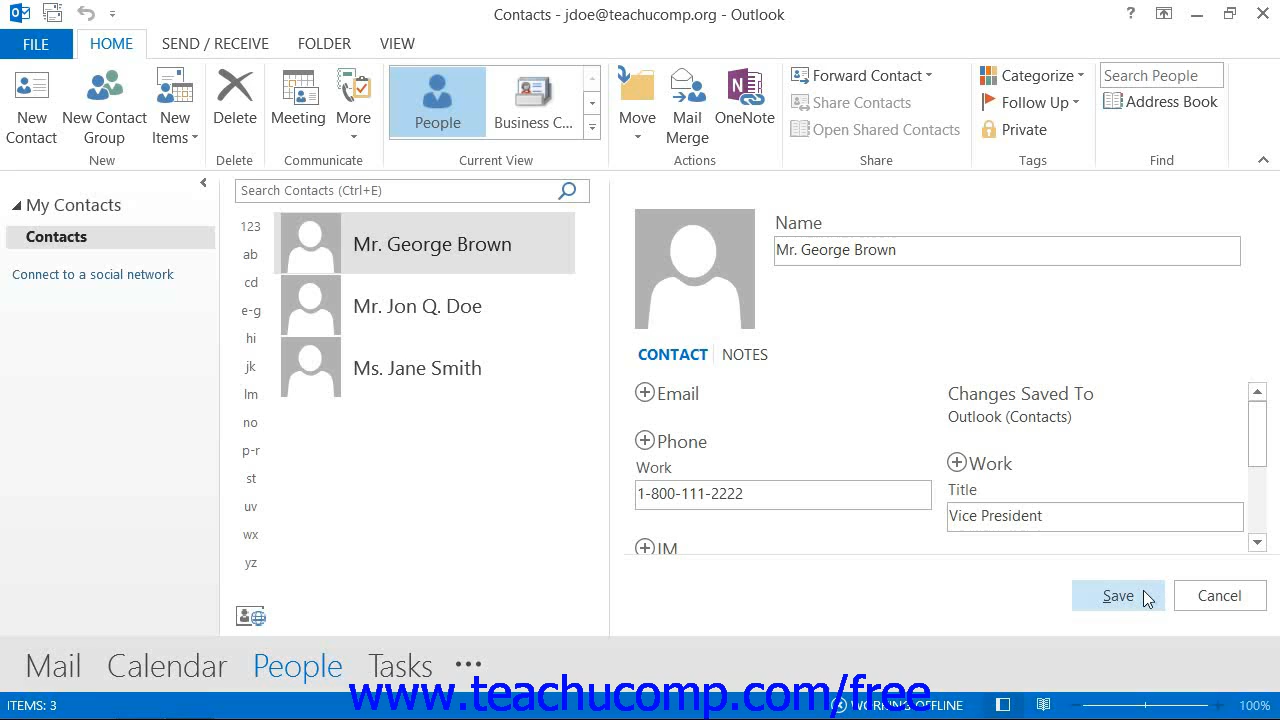 Contacts - jdoe@teachucomp.org - Outlook
?
FILE HOME SEND / RECEIVE FOLDER VIEW
New Contact
New Contact Group
New Items
New
Delete
Delete
Meeting
More
Communicate
People
Business C...
Current View
Move
Mail Merge
OneNote
Actions
Forward Contact
Share Contacts
Open Shared Contacts
Share
Categorize
Follow Up
Private
Tags
Search People
Address Book
Find
My Contacts
Contacts
Connect to a social network
Search Contacts (Ctrl+E)
123
ab
cd
e-g
hi
jk
lm
no
p-r
st
uv
wx
yz
Mr. George Brown
Mr. Jon Q. Doe
Ms. Jane Smith
Name
Mr. George Brown
CONTACT NOTES
Email
Phone
Work
1-800-111-2222
IM
Changes Saved To
Outlook (Contacts)
Work
Title
Vice President
Save Cancel
Mail Calendar People Tasks •••
www.teachucomp.com/free
ITEMS: 3
WORKING OFFLINE
100%